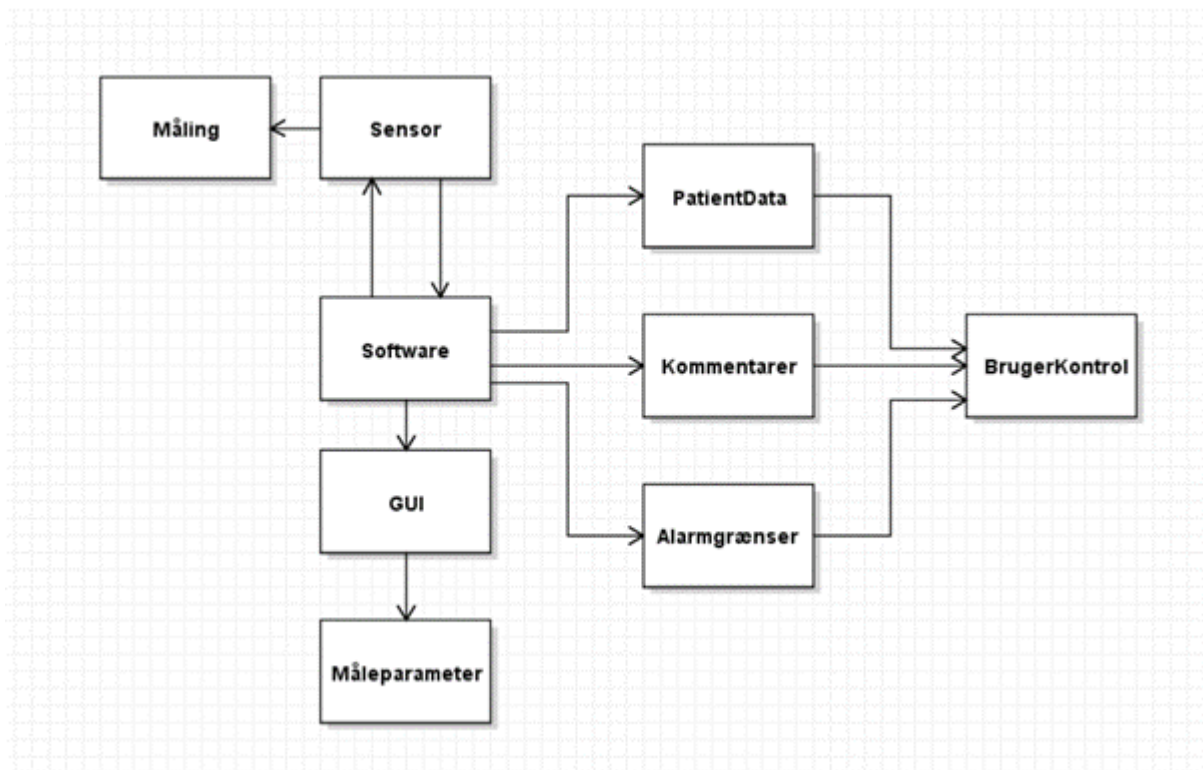 Måling
Sensor
PatientData
Software
Kommentarer
BrugerKontrol
GUI
Alarmgrænser
Måleparameter